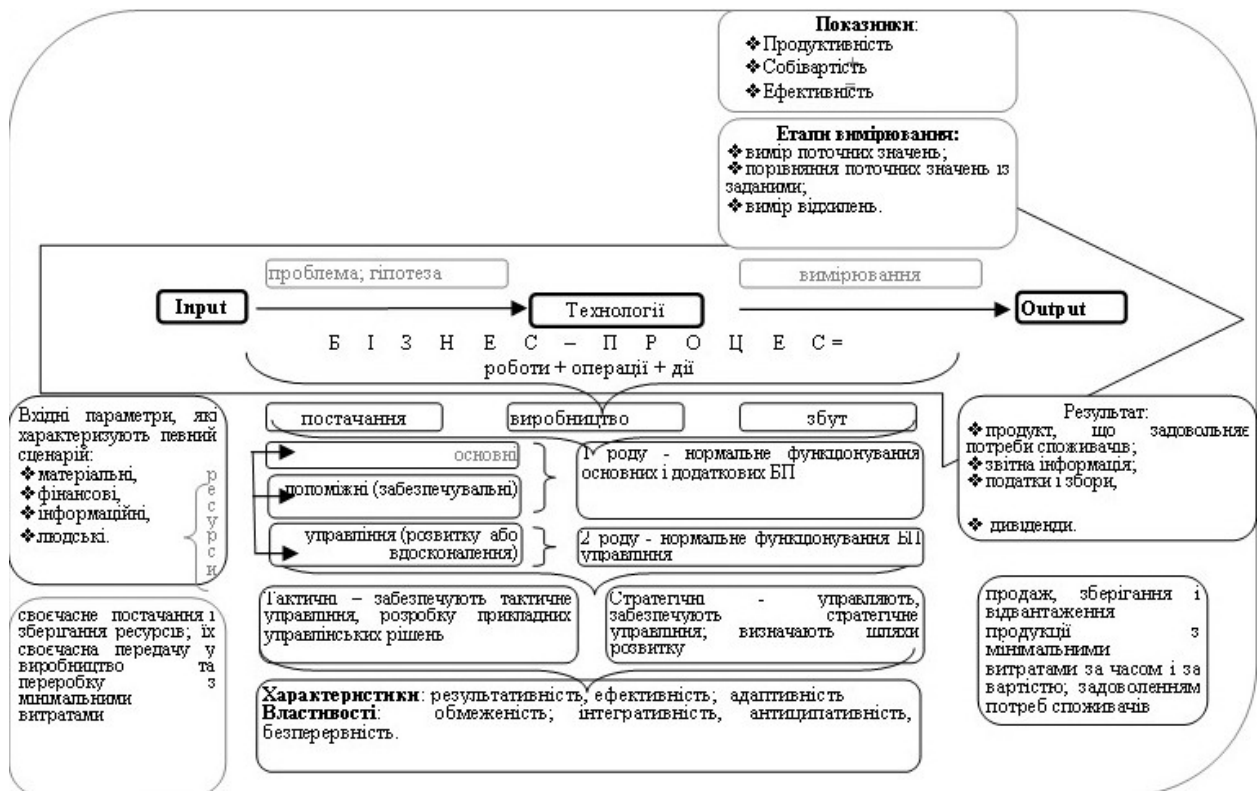 Показники:
❖Продуктивність
❖Собівартість
❖Ефективність
Етапи вимірювання:
❖вимір поточних значень;
❖порівняння поточних значень із
заданими;
❖вимір відхилень.
проблема; гіпотеза
вимірювання
Input
Технології
Output
БІЗНЕС–ПРОЦЕС=
роботи + операції + дії
Вхідні параметри, які
характеризують певний
сценарій:
❖матеріальні,
❖фінансові,
❖інформаційні,
❖людські.
ресурси
постачання
виробництво
збут
основні
допоміжні (забезпечувальні)
управління (розвитку або
вдосконалення)
1 роду - нормальне функціонування
основних і додаткових БП
2 роду - нормальне функціонування БП
управління
Результат:
❖продукт, що задовольняє
потреби споживачів;
❖звітна інформація;
❖податки і збори,
❖ дивіденди.
своєчасне постачання і
зберігання ресурсів; їх
своєчасна передачу у
виробництво та
переробку з
мінімальними
витратами
Тактичні – забезпечують тактичне
управління, розробку прикладних
управлінських рішень
Стратегічні - управляють,
забезпечують стратегічне
управління; визначають шляхи
розвитку
продаж, зберігання і
відвантаження
продукції з
мінімальними
витратами за часом і за
вартістю; задоволенням
потреб споживачів
Характеристики: результативність, ефективність; адаптивність
Властивості: обмеженість; інтегративність, антиципативність,
безперервність.